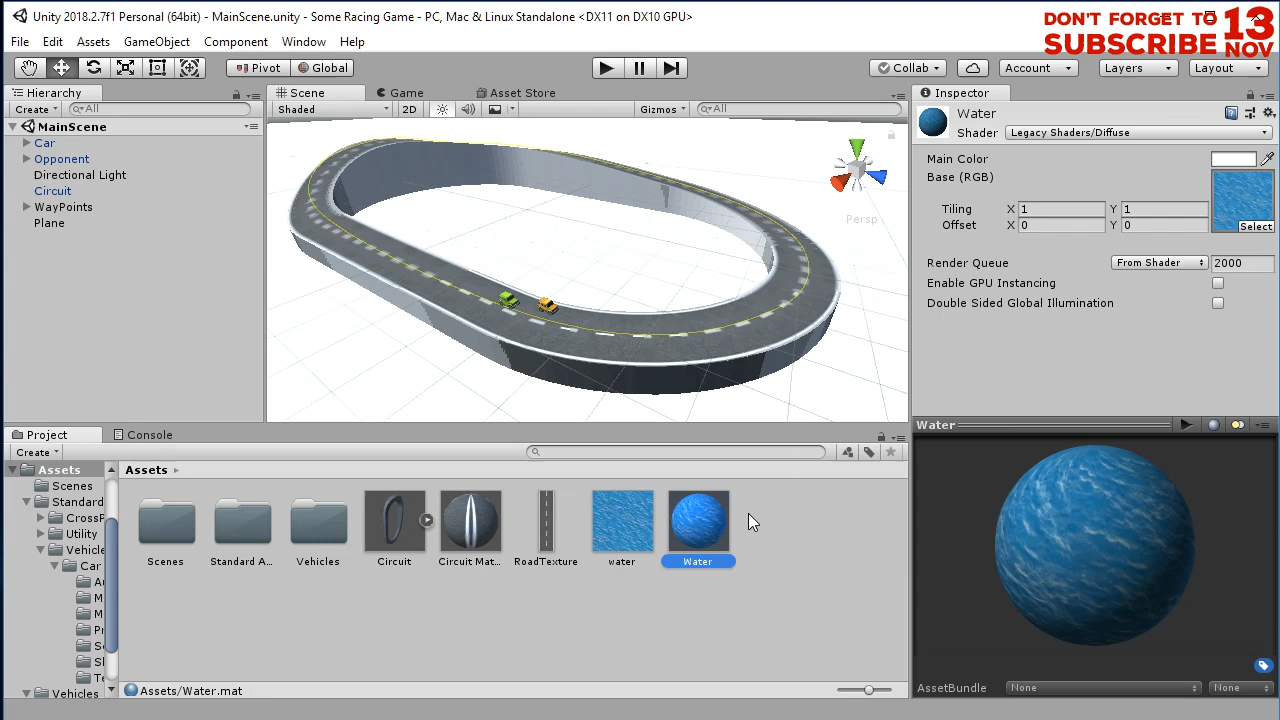 Unity 2018.2.7f1 Personal (64bit) - MainScene.unity - Some Racing Game - PC, Mac & Linux Standalone <DX11 on DX10 GPU>
DON'T FORGET TO
SUBSCRIBE
13
NOV
File Edit Assets GameObject Component Window Help
Pivot Global Collab Account Layers Layout
Hierarchy
Create All
MainScene
Car
Opponent
Directional Light
Circuit
WayPoints
Plane
Scene Game Asset Store
Shaded 2D Gizmos All
Persp
Inspector
Water
Shader Legacy Shaders/Diffuse
Main Color
Base (RGB)
Tiling X 1 Y 1
Offset X 0 Y 0
Select
Render Queue From Shader 2000
Enable GPU Instancing
Double Sided Global Illumination
Project Console
Create
Assets
Scenes
Standard
CrossP
Utility
Vehicle
Car
Au
M
M
Pr
Sc
Sl
Te
Vehicles
Assets
Scenes Standard A... Vehicles Circuit Circuit Mat... RoadTexture water Water
Assets/Water.mat
Water
AssetBundle None None